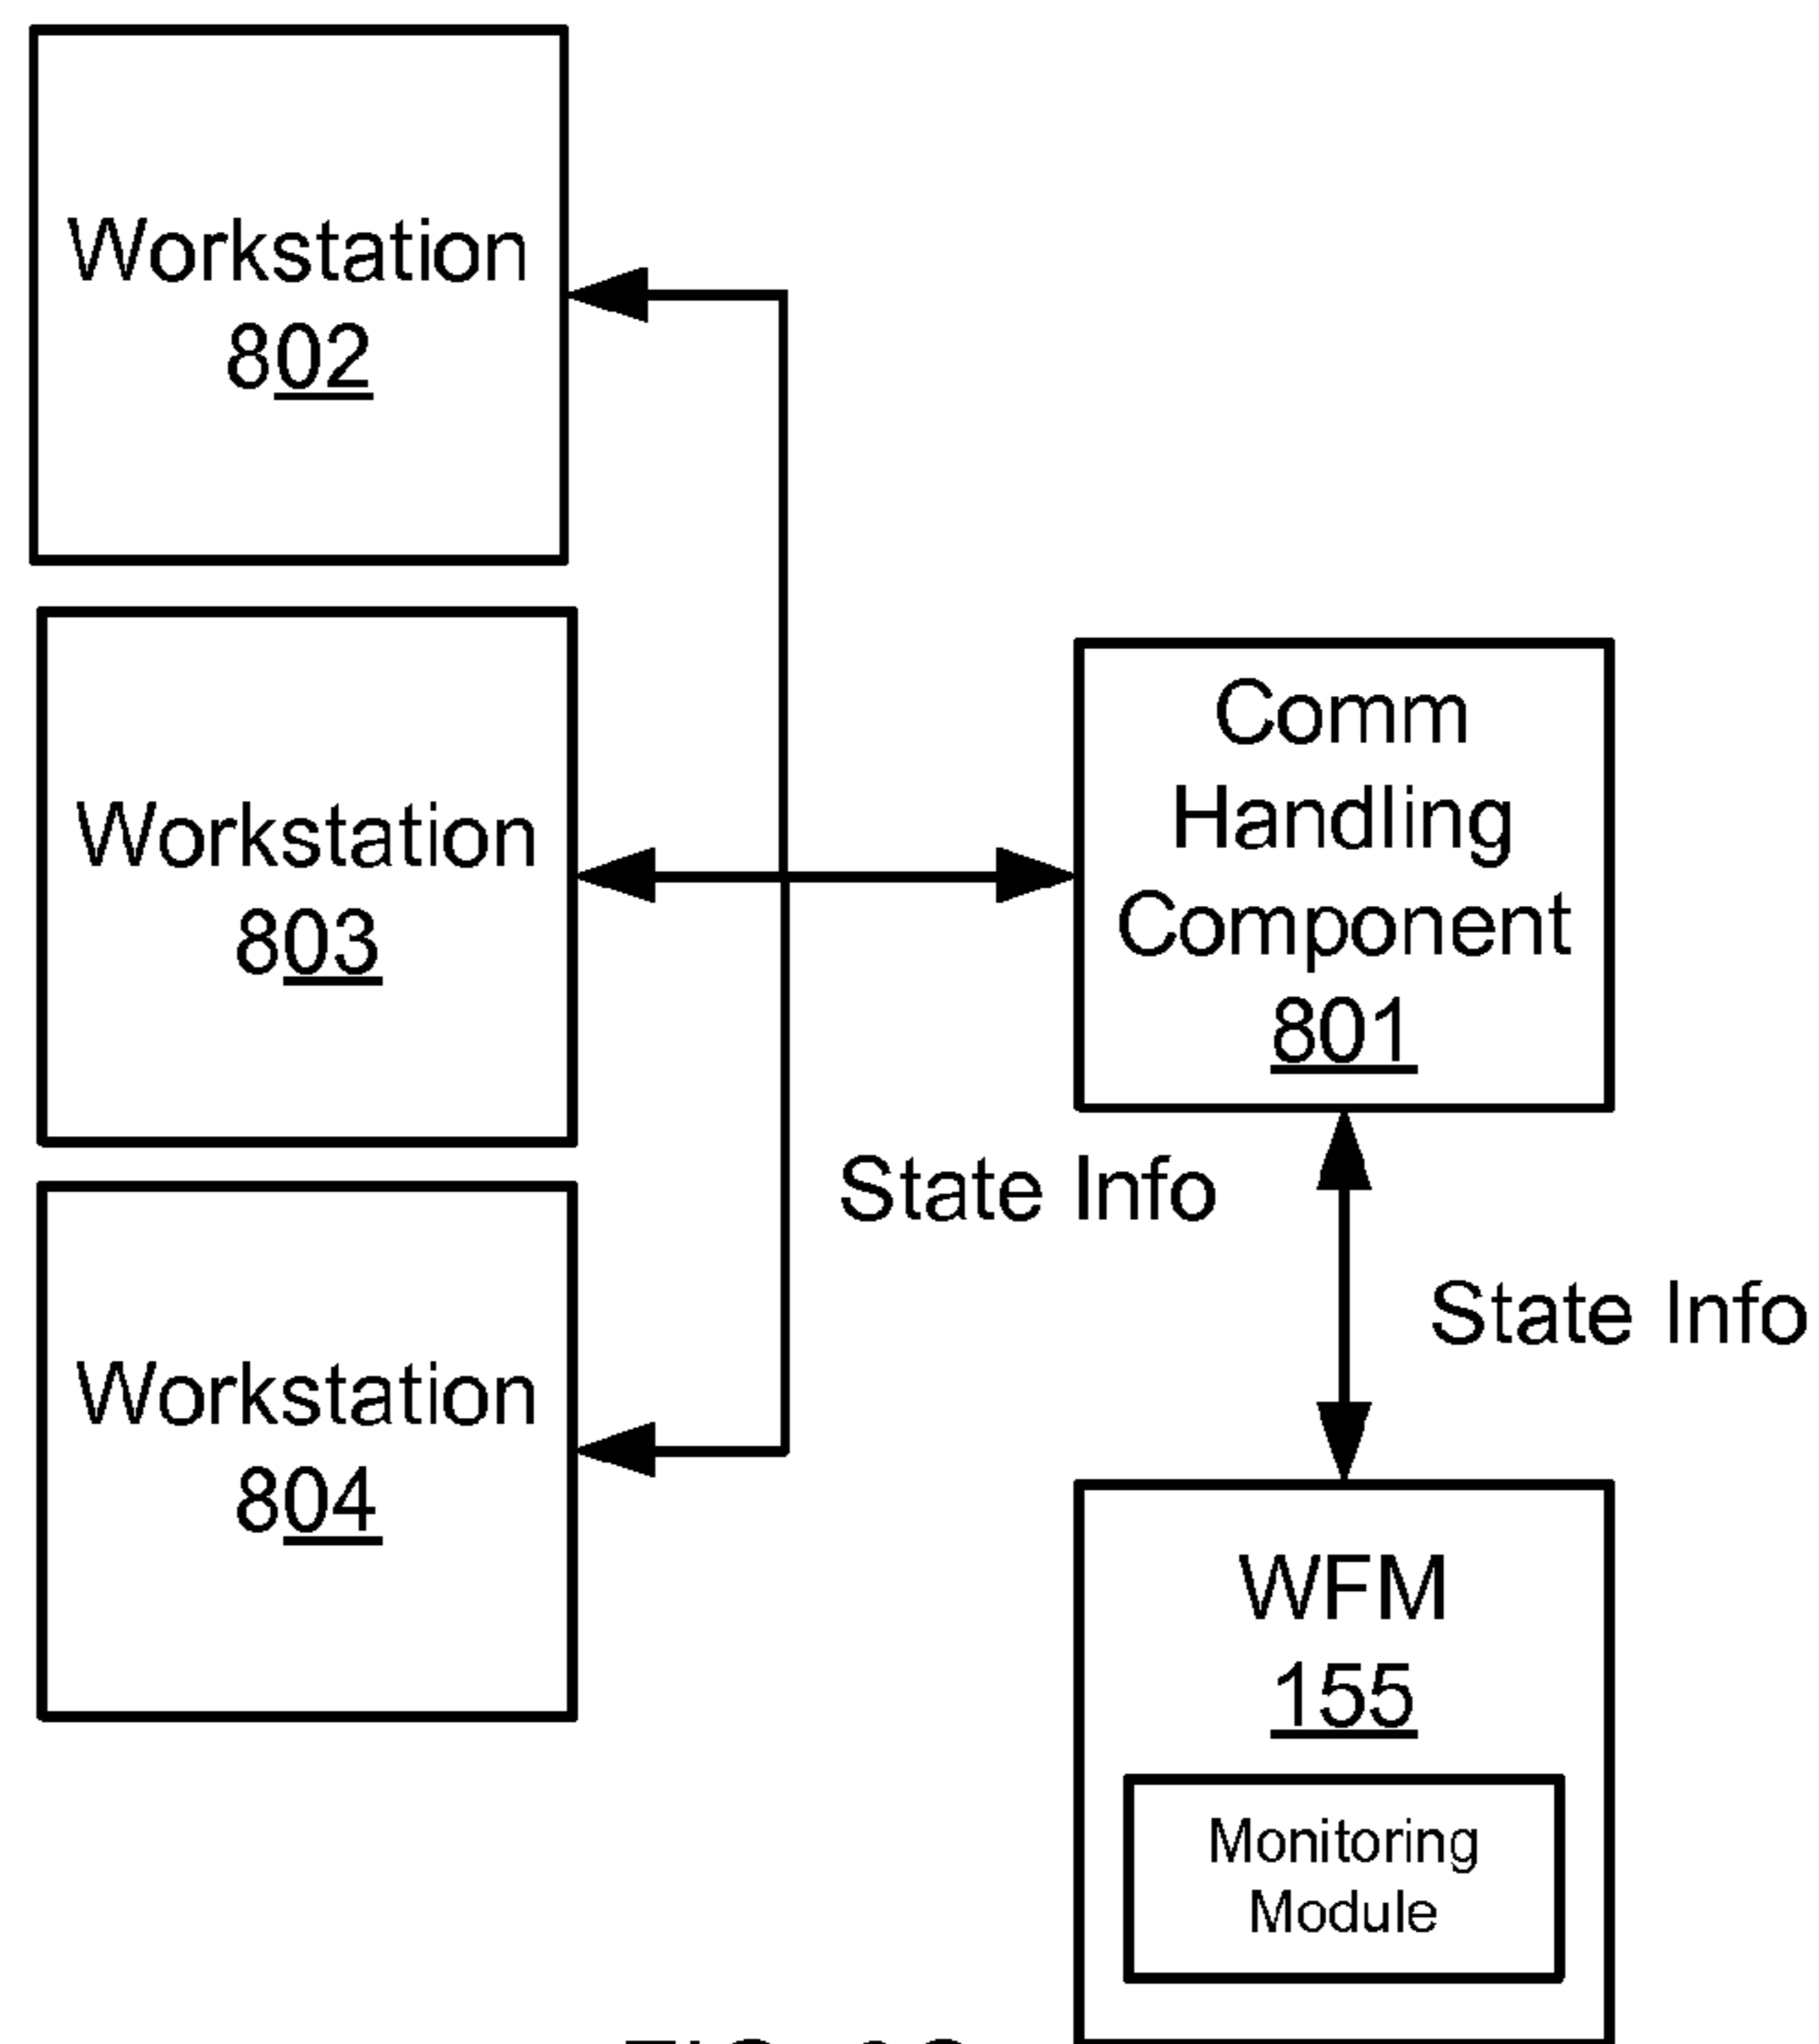 Workstation
802
Workstation
803
Workstation
804
Comm
Handling
Component
801
State Info
State Info
WFM
155
Monitoring
Module